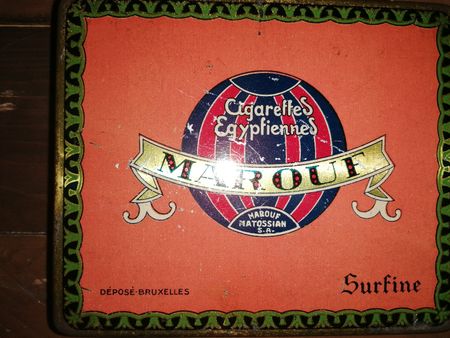 Cigarettes
Egyptiennes
MAROUF
MAROUF
MATOSSIAN
S.A.
DÉPOSÉ-BRUXELLES
Surfine